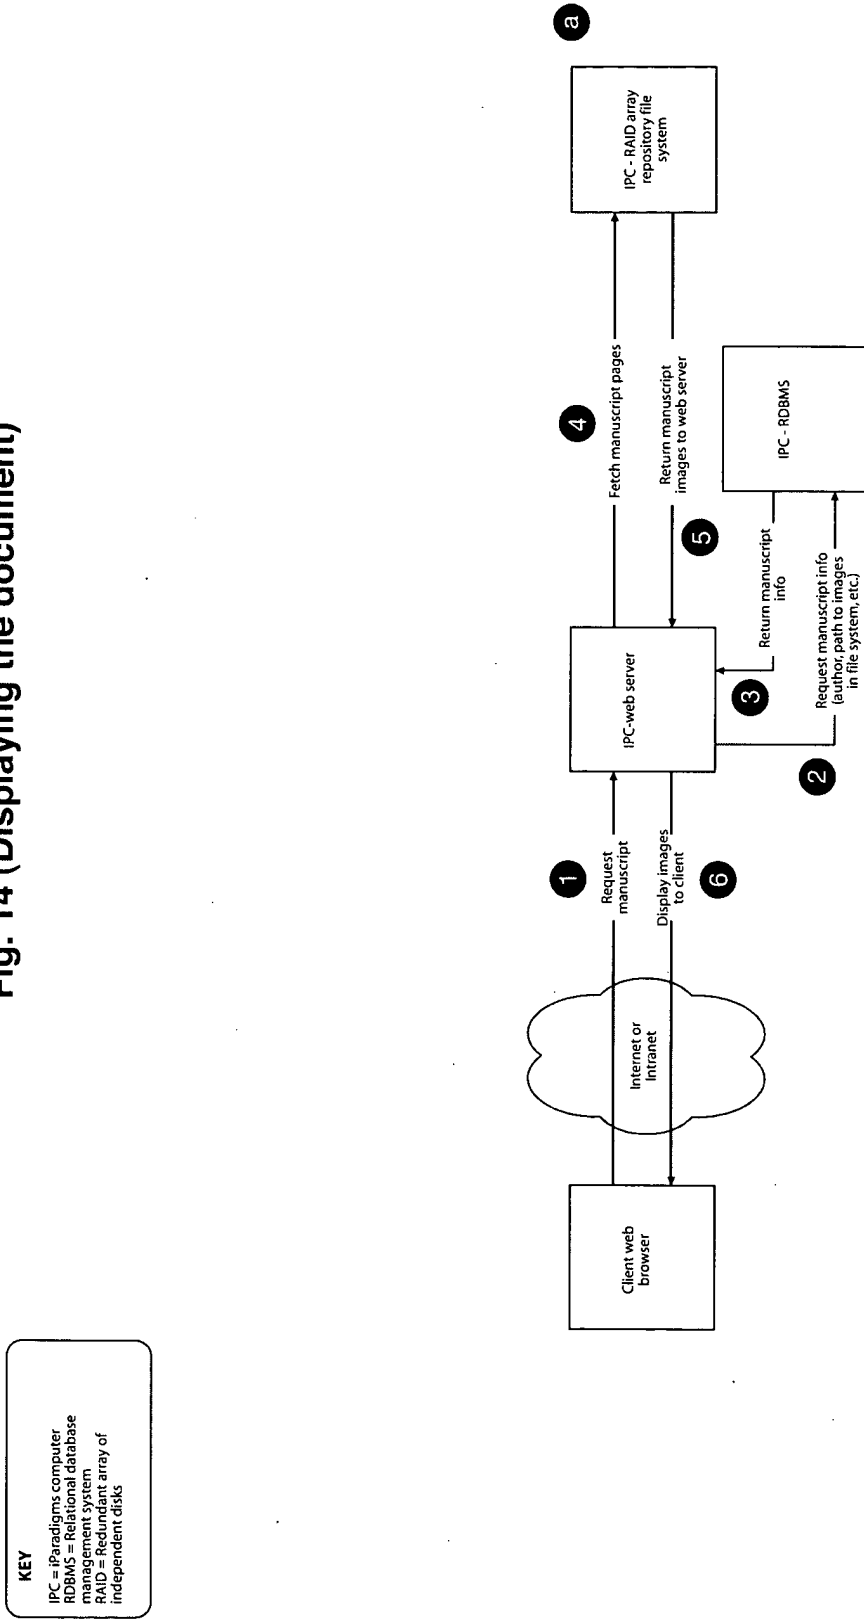 Fig. 14 (Displaying the document)
KEY
IPC = iParadigms computer
RDBMS = Relational database
management system
RAID = Redundant array of
independent disks
Client web
browser
Internet or
Intranet
1
Request
manuscript
Display images
to client
6
IPC-web server
2
Request manuscript info
(author, path to images
in file system, etc.)
3
Return manuscript
info
IPC - RDBMS
4
Fetch manuscript pages
Return manuscript
images to web server
5
IPC - RAID array
repository file
system
a